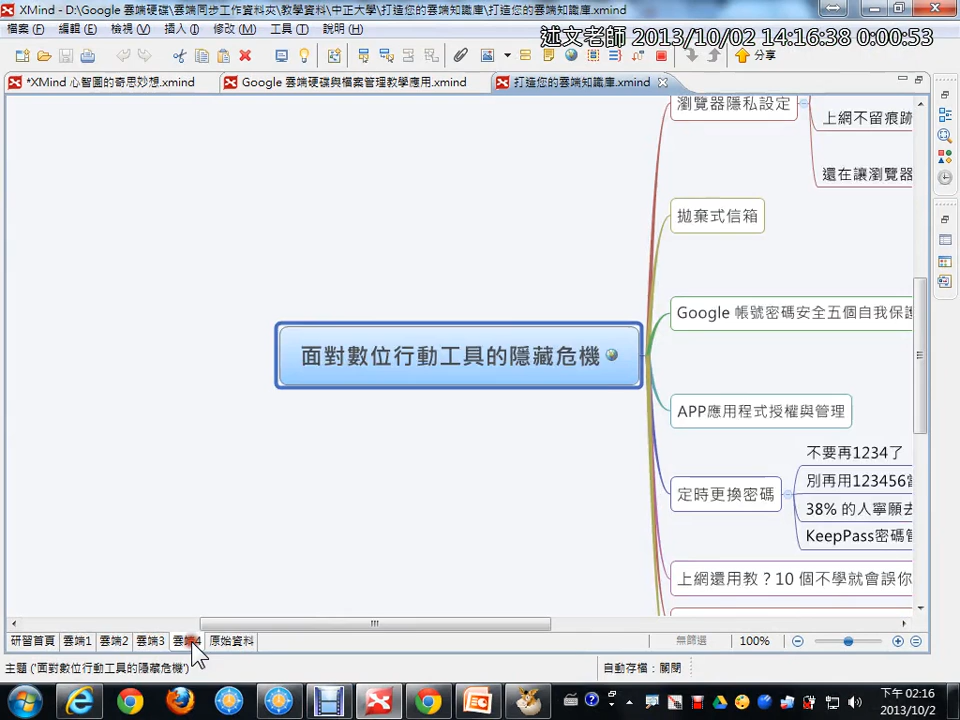 XMind - D:\Google 雲端硬碟\雲端同步工作資料夾\教學資料\中正大學\打造您的雲端知識庫\打造您的雲端知識庫.xmind
檔案(F) 編輯(E) 檢視(V) 插入(I) 修改(M) 工具(T) 說明(H)
述文老師 2013/10/02 14:16:38 0:00:53
分享
*XMind 心智圖的奇思妙想.xmind
Google 雲端硬碟與檔案管理教學應用.xmind
打造您的雲端知識庫.xmind
瀏覽器隱私設定
上網不留痕跡
還在讓瀏覽器
拋棄式信箱
Google 帳號密碼安全五個自我保護
面對數位行動工具的隱藏危機
APP應用程式授權與管理
不要再1234了
別再用123456當
定時更換密碼
38% 的人寧願去
KeepPass密碼管
上網還用教？10 個不學就會誤你
研習首頁 雲端1 雲端2 雲端3 雲端4 原始資料
無篩選 100%
主題 ('面對數位行動工具的隱藏危機')
自動存檔：關閉
下午 02:16
2013/10/2